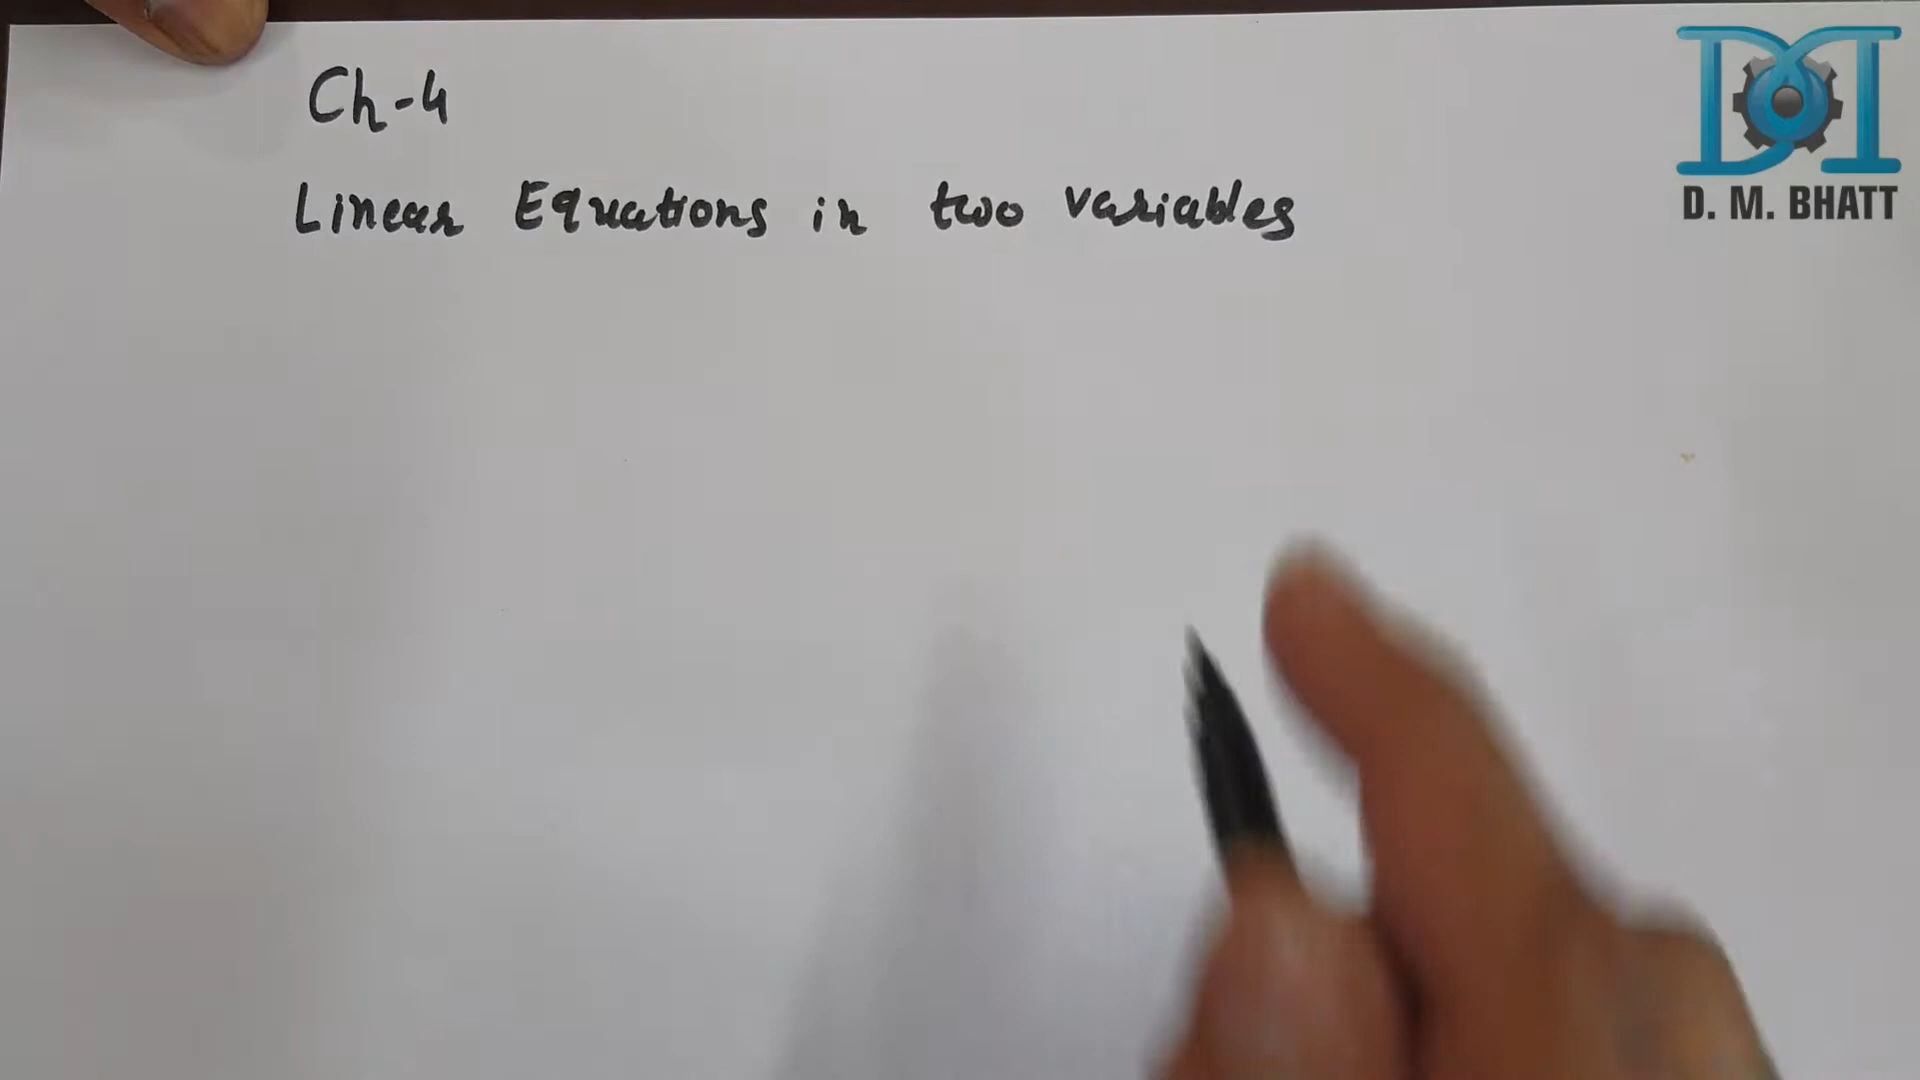 Ch-4
Linear Equations in two variables
D. M. BHATT